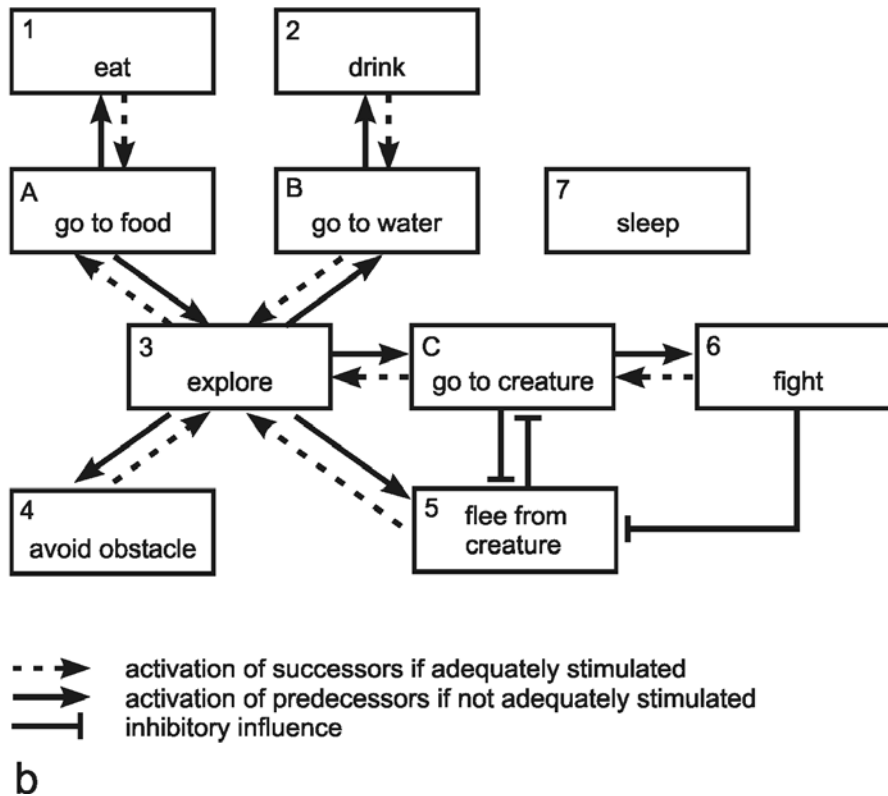 1
eat
2
drink
A
go to food
B
go to water
7
sleep
3
explore
C
go to creature
6
fight
4
avoid obstacle
5
flee from
creature
activation of successors if adequately stimulated
activation of predecessors if not adequately stimulated
inhibitory influence
b